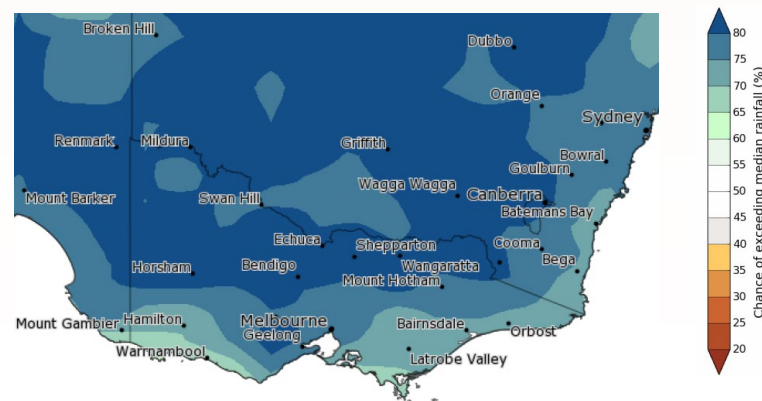 Broken Hill
Dubbo
Orange
Sydney
Renmark
Mildura
Griffith
Bowral
Goulburn
Mount Barker
Swan Hill
Wagga Wagga
Canberra
Batemans Bay
Echuca
Shepparton
Cooma
Horsham
Bendigo
Wangaratta
Bega
Mount Hotham
Mount Gambier
Hamilton
Melbourne
Bairnsdale
Geelong
Orbost
Warrnambool
Latrobe Valley
80
75
70
65
60
55
50
45
40
35
30
25
20
Chance of exceeding median rainfall (%)